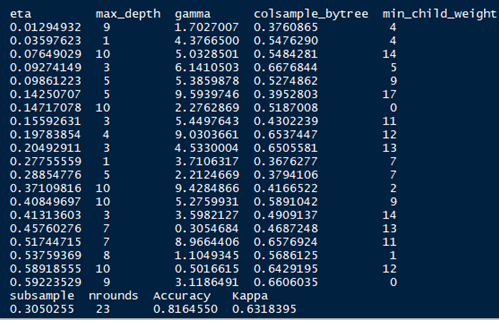 eta max_depth gamma colsample_bytree min_child_weight
0.01294932 9 1.7027007 0.3760865 4
0.03597623 1 4.3766500 0.5476290 4
0.07649029 10 5.0328501 0.5484281 14
0.09274149 3 6.1410503 0.6676844 5
0.09861223 5 5.3859878 0.5274862 9
0.14250707 5 9.5939746 0.3952803 17
0.14717078 10 2.2762869 0.5187008 0
0.15592631 3 5.4497643 0.4302239 11
0.19783854 4 9.0303661 0.6537447 12
0.20492911 3 4.5330004 0.6505581 13
0.27755559 1 3.7106317 0.3676277 7
0.28854776 5 2.2124669 0.3794106 7
0.37109816 10 9.4284866 0.4166522 2
0.40849697 10 5.2759931 0.5891042 9
0.41313603 3 3.5982127 0.4909137 14
0.45760276 7 0.3054684 0.4687248 13
0.51744715 7 8.9664406 0.6576924 11
0.53759369 8 1.1049345 0.5686125 1
0.58918555 10 0.5016615 0.6429195 12
0.59223529 9 3.1186491 0.6606035 0
subsample nrounds Accuracy Kappa
0.3050255 23 0.8164550 0.6318395